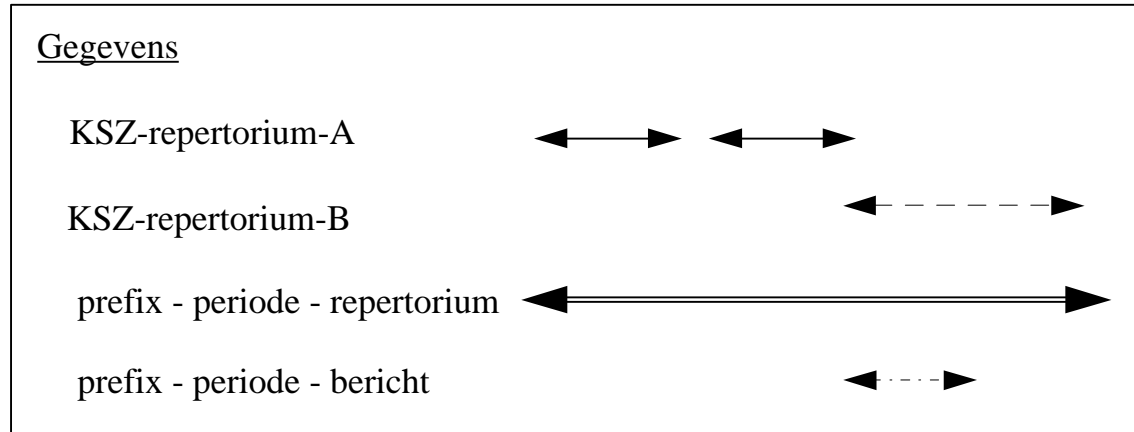 Gegevens
KSZ-repertorium-A
KSZ-repertorium-B
prefix - periode - repertorium
prefix - periode - bericht